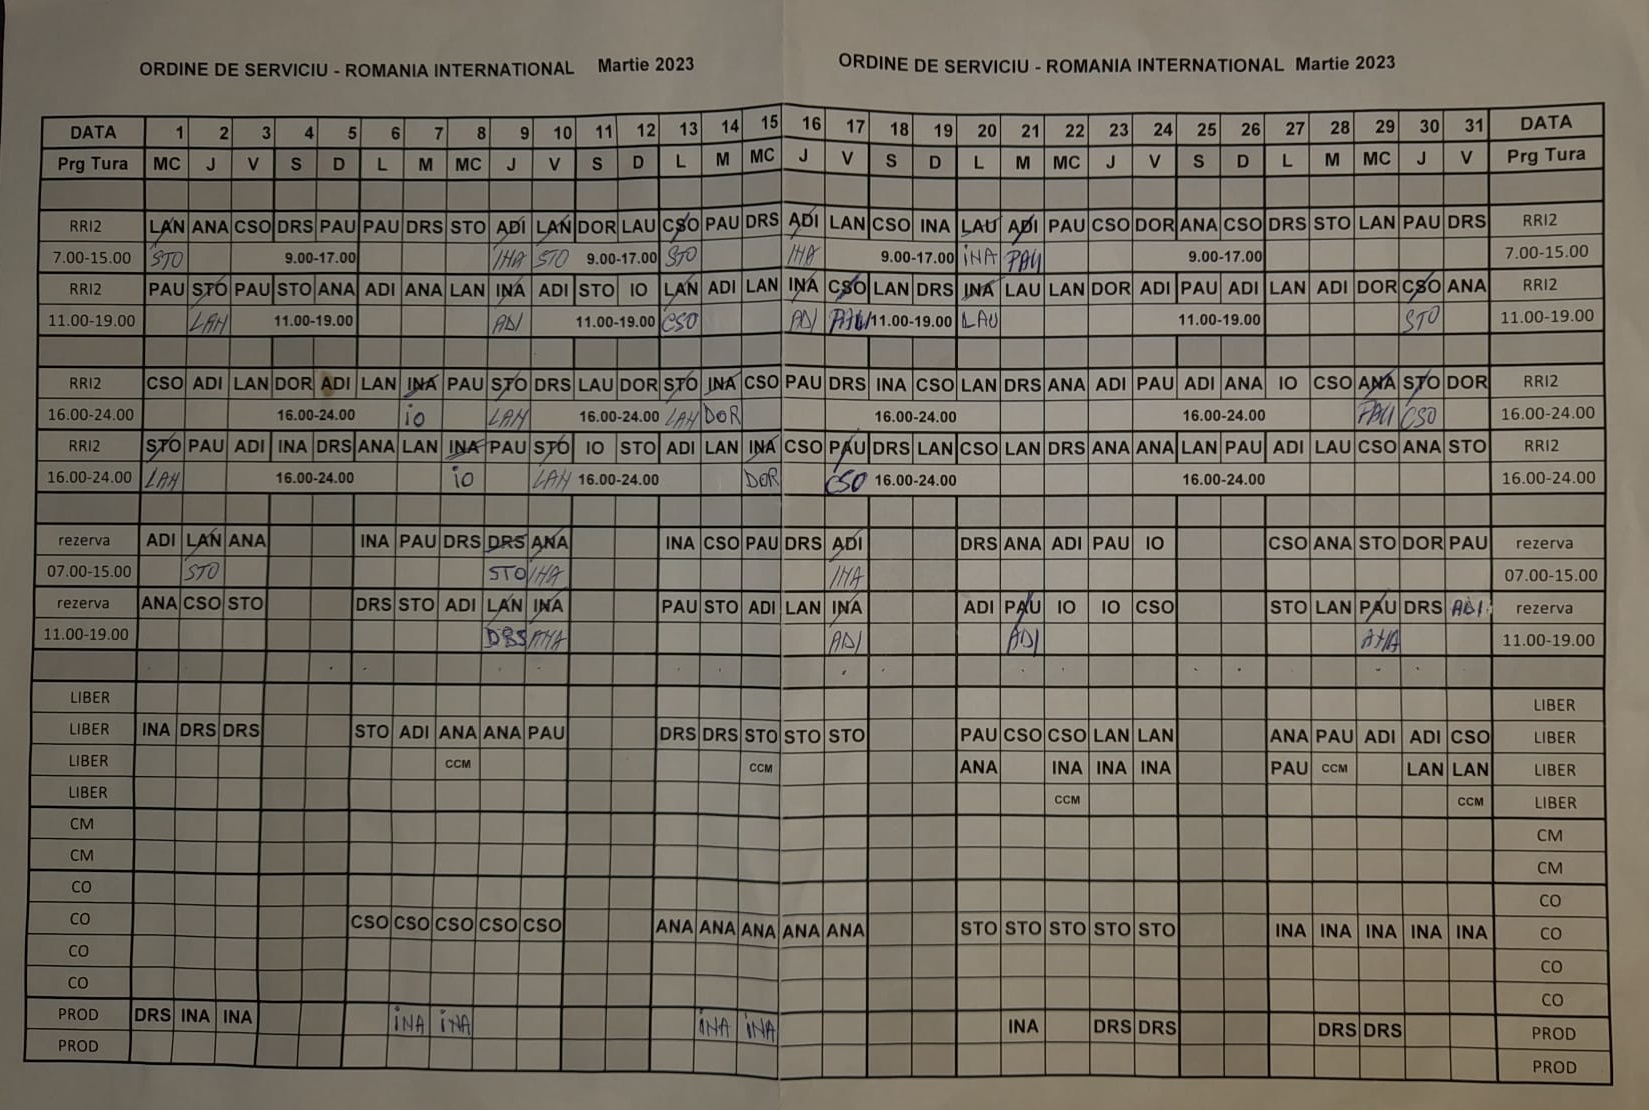 ORDINE DE SERVICIU - ROMANIA INTERNATIONAL Martie 2023 ORDINE DE SERVICIU - ROMANIA INTERNATIONAL Martie 2023
DATA 1 2 3 4 5 6 7 8 9 10 11 12 13 14 15 16 17 18 19 20 21 22 23 24 25 26 27 28 29 30 31 DATA
Prg Tura MC J V S D L M MC J V S D L M MC J V S D L M MC J V S D L M MC J V Prg Tura
RRI2 LAN ANA CSO DRS PAU PAU DRS STO ADI LAN DOR LAU CSO PAU DRS ADI LAN CSO INA LAU ADI PAU CSO DOR ANA CSO DRS STO LAN PAU DRS RRI2
7.00-15.00 STO 9.00-17.00 INA STO 9.00-17.00 STO INA 9.00-17.00 INA PAU 9.00-17.00 7.00-15.00
RRI2 PAU STO PAU STO ANA ADI ANA LAN INA ADI STO IO LAN ADI LAN INA CSO LAN DRS INA LAU LAN DOR ADI PAU ADI LAN ADI DOR CSO ANA RRI2
11.00-19.00 LAN 11.00-19.00 ADI 11.00-19.00 CSO ADI PAU 11.00-19.00 LAU 11.00-19.00 STO 11.00-19.00
RRI2 CSO ADI LAN DOR ADI LAN INA PAU STO DRS LAU DOR STO INA CSO PAU DRS INA CSO LAN DRS ANA ADI PAU ADI ANA IO CSO ANA STO DOR RRI2
16.00-24.00 16.00-24.00 io LAN 16.00-24.00 LAN DOR 16.00-24.00 16.00-24.00 PAU CSO 16.00-24.00
RRI2 STO PAU ADI INA DRS ANA LAN INA PAU STO IO STO ADI LAN INA CSO PAU DRS LAN CSO LAN DRS ANA ANA LAN PAU ADI LAU CSO ANA STO RRI2
16.00-24.00 LAN 16.00-24.00 io LAN 16.00-24.00 DOR CSO 16.00-24.00 16.00-24.00 16.00-24.00
rezerva ADI LAN ANA INA PAU DRS DRS ANA INA CSO PAU DRS ADI DRS ANA ADI PAU IO CSO ANA STO DOR PAU rezerva
07.00-15.00 STO STO INA INA 07.00-15.00
rezerva ANA CSO STO DRS STO ADI LAN INA PAU STO ADI LAN INA ADI PAU IO IO CSO STO LAN PAU DRS ADI rezerva
11.00-19.00 DRS ANA ADI ADI ANA 11.00-19.00
LIBER LIBER
LIBER INA DRS DRS STO ADI ANA ANA PAU DRS DRS STO STO STO PAU CSO CSO LAN LAN ANA PAU ADI ADI CSO LIBER
LIBER CCM CCM ANA INA INA INA PAU CCM LAN LAN LIBER
LIBER CCM CCM LIBER
CM CM
CM CM
CO CO
CO CSO CSO CSO CSO CSO ANA ANA ANA ANA ANA STO STO STO STO STO INA INA INA INA INA CO
CO CO
CO CO
PROD DRS INA INA INA INA INA INA INA DRS DRS DRS DRS PROD
PROD PROD